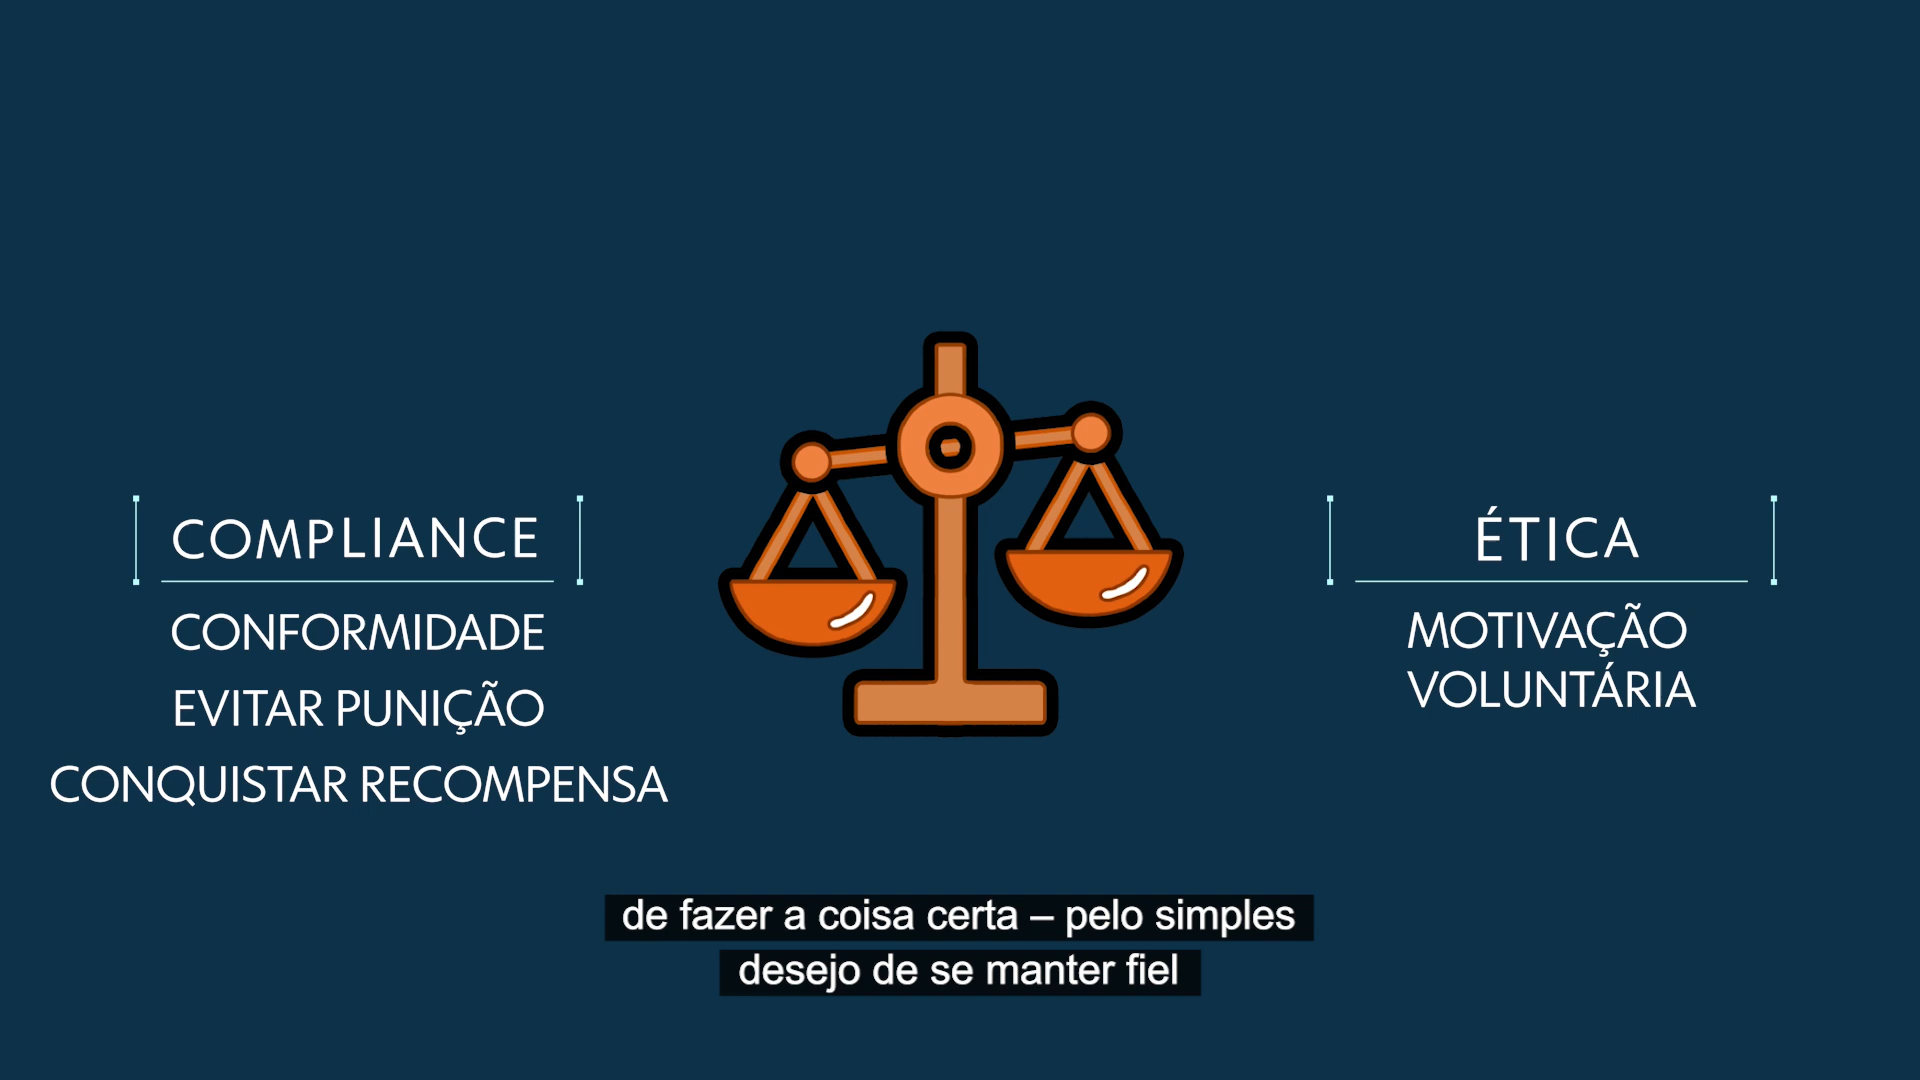 COMPLIANCE
CONFORMIDADE
EVITAR PUNIÇÃO
CONQUISTAR RECOMPENSA
ÉTICA
MOTIVAÇÃO
VOLUNTÁRIA
de fazer a coisa certa – pelo simples
desejo de se manter fiel